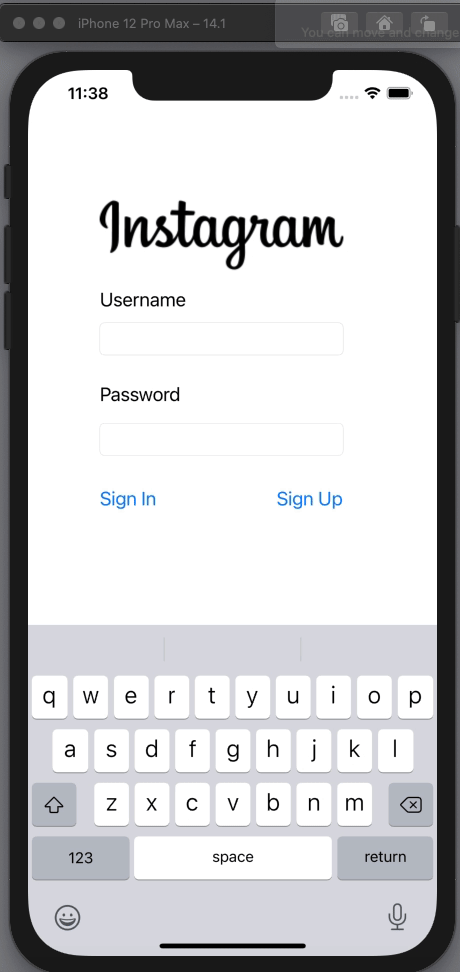 iPhone 12 Pro Max – 14.1
You can move and change
11:38
Instagram
Username
Password
Sign In Sign Up
q w e r t y u i o p
a s d f g h j k l
z x c v b n m
123 space return